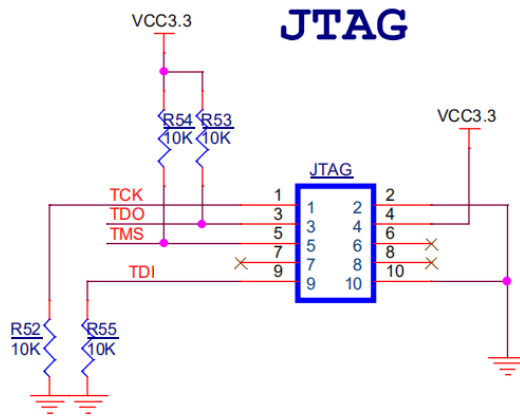 JTAG
VCC3.3
R54
10K
R53
10K
VCC3.3
JTAG
TCK 1 1 2 2
TDO 3 3 4 4
TMS 5 5 6 6
7 7 8 8
TDI 9 9 10 10
R52
10K
R55
10K